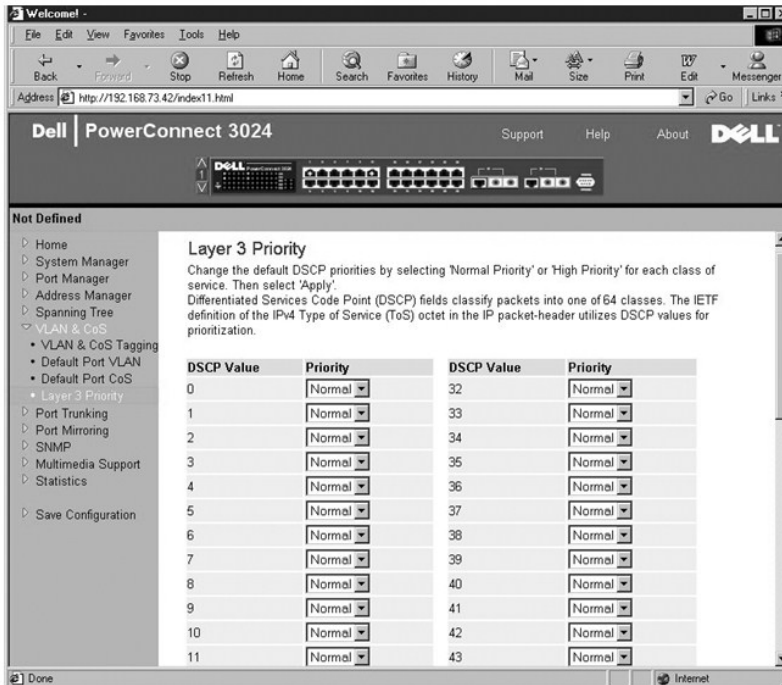 Welcome! -
File Edit View Favorites Tools Help
Back Forward Stop Refresh Home Search Favorites History Mail Size Print Edit Messenger
Address http://192.168.73.42/index11.html Go Links
Dell PowerConnect 3024 Support Help About DELL
1 DELL
Not Defined
Home
System Manager
Port Manager
Address Manager
Spanning Tree
VLAN & CoS
• VLAN & CoS Tagging
• Default Port VLAN
• Default Port CoS
• Layer 3 Priority
Port Trunking
Port Mirroring
SNMP
Multimedia Support
Statistics
Save Configuration
Layer 3 Priority
Change the default DSCP priorities by selecting 'Normal Priority' or 'High Priority' for each class of
service. Then select 'Apply'.
Differentiated Services Code Point (DSCP) fields classify packets into one of 64 classes. The IETF
definition of the IPv4 Type of Service (ToS) octet in the IP packet-header utilizes DSCP values for
prioritization.
DSCP Value Priority DSCP Value Priority
0 Normal 32 Normal
1 Normal 33 Normal
2 Normal 34 Normal
3 Normal 35 Normal
4 Normal 36 Normal
5 Normal 37 Normal
6 Normal 38 Normal
7 Normal 39 Normal
8 Normal 40 Normal
9 Normal 41 Normal
10 Normal 42 Normal
11 Normal 43 Normal
Done Internet